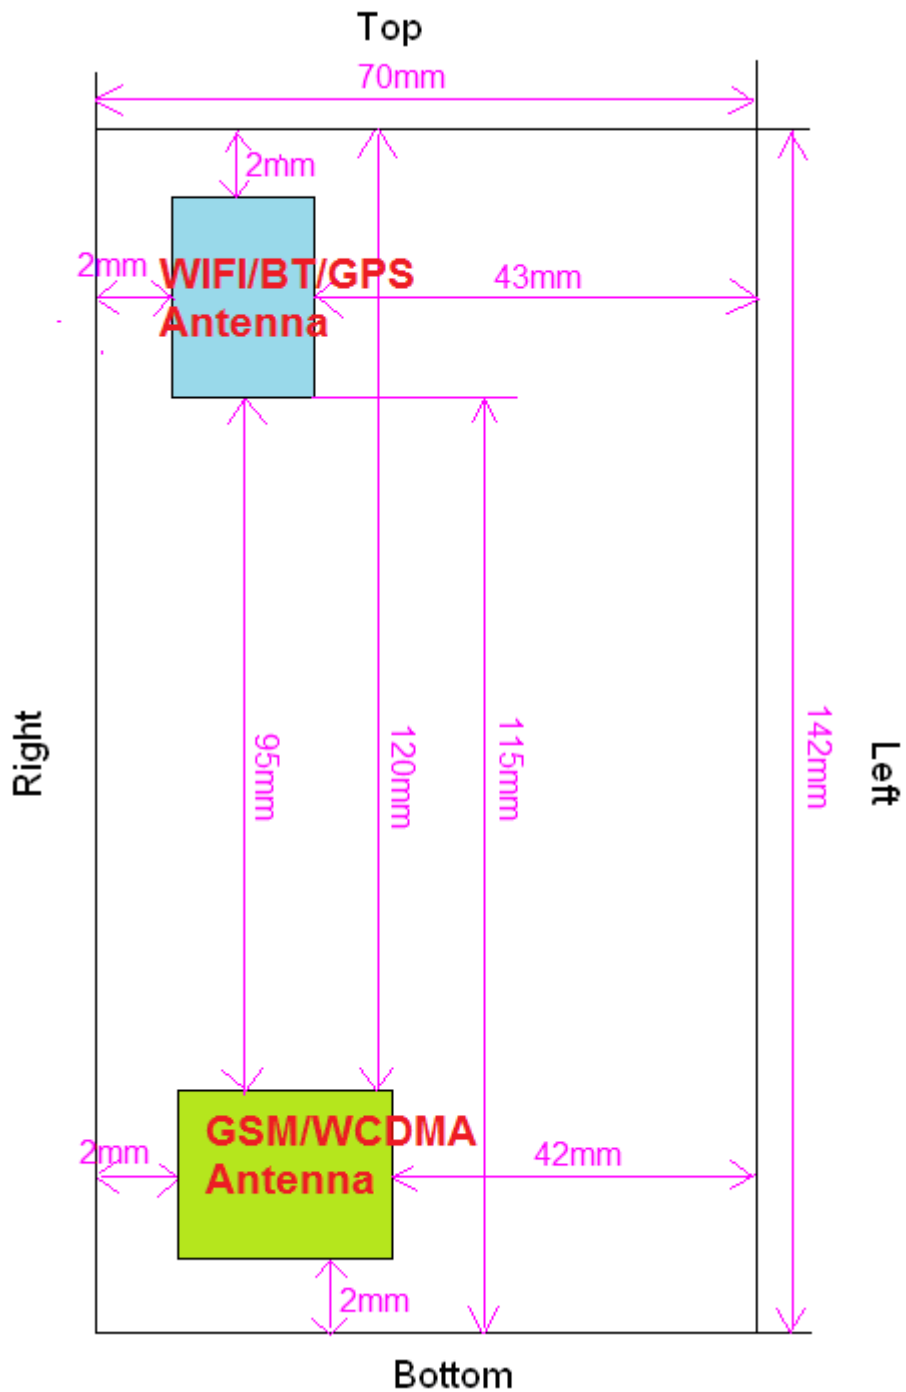 Top
70mm
2mm
2mm
WIFI/BT/GPS
Antenna
43mm
Right
95mm
120mm
115mm
142mm
Left
GSM/WCDMA
Antenna
2mm
42mm
2mm
Bottom